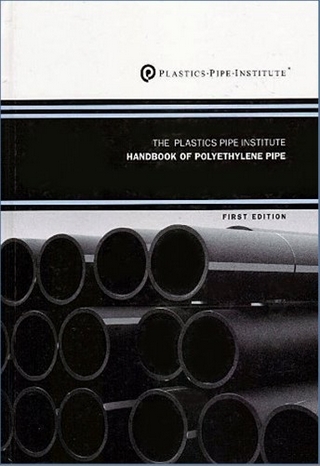 PLASTICS·PIPE·INSTITUTE®
THE PLASTICS PIPE INSTITUTE
HANDBOOK OF POLYETHYLENE PIPE
FIRST EDITION